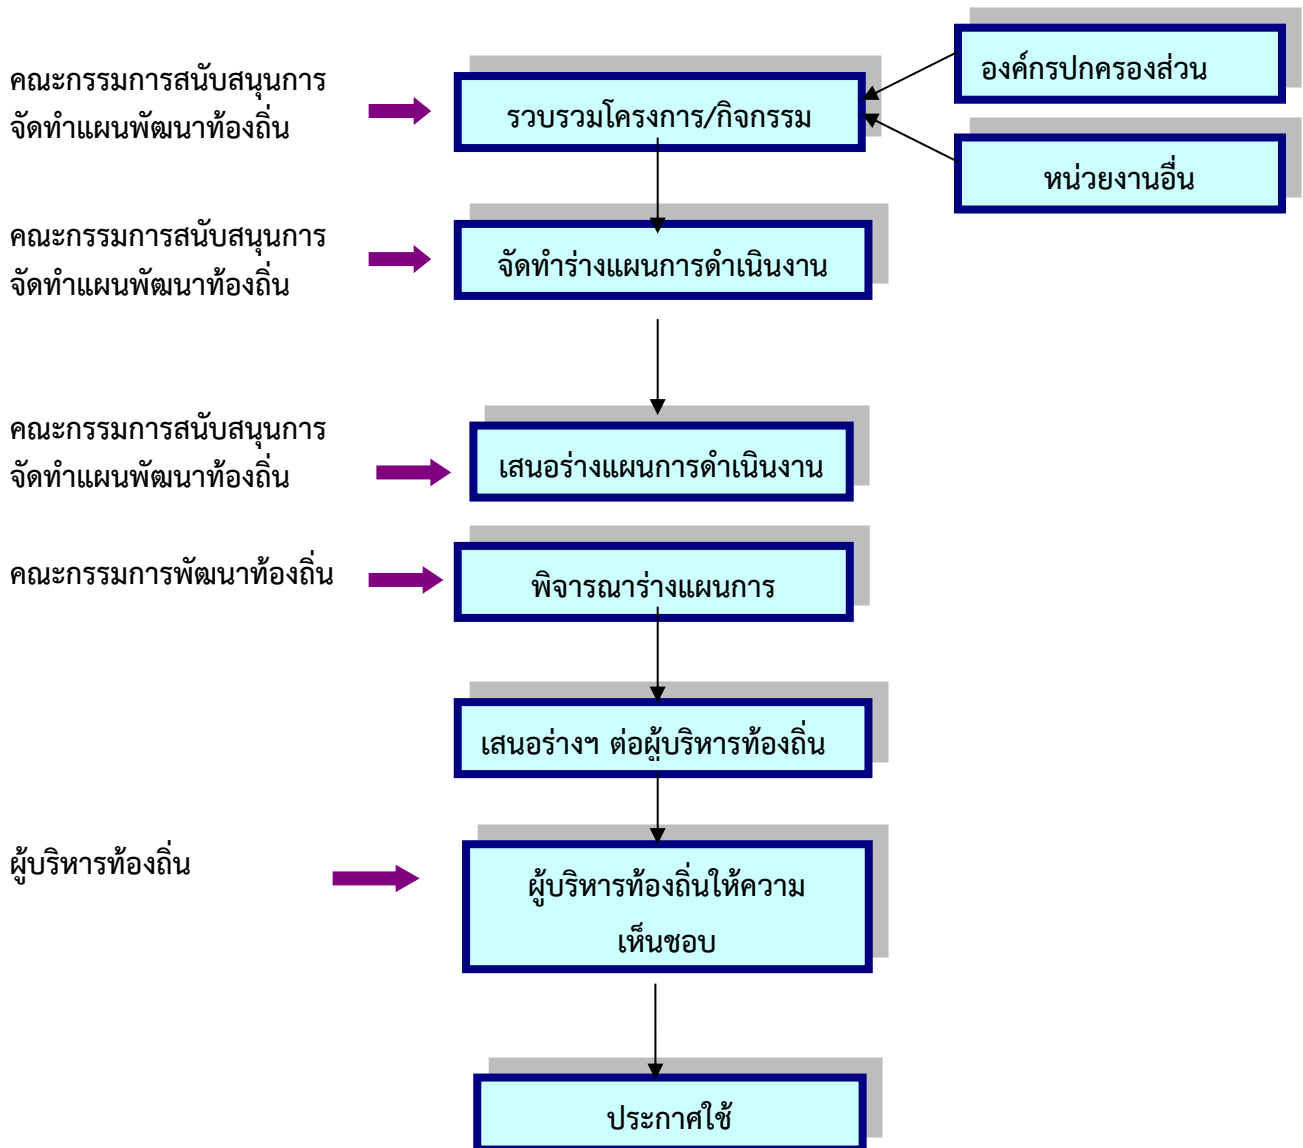 คณะกรรมการสนับสนุนการ
จัดทำแผนพัฒนาท้องถิ่น
รวบรวมโครงการ/กิจกรรม
องค์กรปกครองส่วน
หน่วยงานอื่น
คณะกรรมการสนับสนุนการ
จัดทำแผนพัฒนาท้องถิ่น
จัดทำร่างแผนการดำเนินงาน
คณะกรรมการสนับสนุนการ
จัดทำแผนพัฒนาท้องถิ่น
เสนอร่างแผนการดำเนินงาน
คณะกรรมการพัฒนาท้องถิ่น
พิจารณาร่างแผนการ
เสนอร่างฯ ต่อผู้บริหารท้องถิ่น
ผู้บริหารท้องถิ่น
ผู้บริหารท้องถิ่นให้ความ
เห็นชอบ
ประกาศใช้